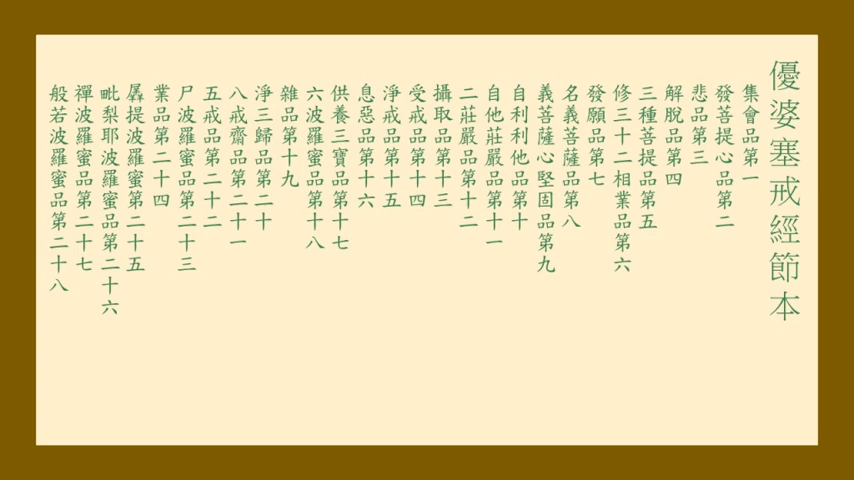 優婆塞戒經節本
集會品第一
發菩提心品第二
悲品第三
解脫品第四
三種菩提品第五
修三十二相業品第六
發願品第七
名義菩薩品第八
義菩薩心堅固品第九
自利利他品第十
自他莊嚴品第十一
二莊嚴品第十二
攝取品第十三
受戒品第十四
淨戒品第十五
息惡品第十六
供養三寶品第十七
六波羅蜜品第十八
雜品第十九
淨三歸品第二十
八戒齋品第二十一
五戒品第二十二
尸波羅蜜品第二十三
業品第二十四
羼提波羅蜜品第二十五
毗梨耶波羅蜜品第二十六
禪波羅蜜品第二十七
般若波羅蜜品第二十八